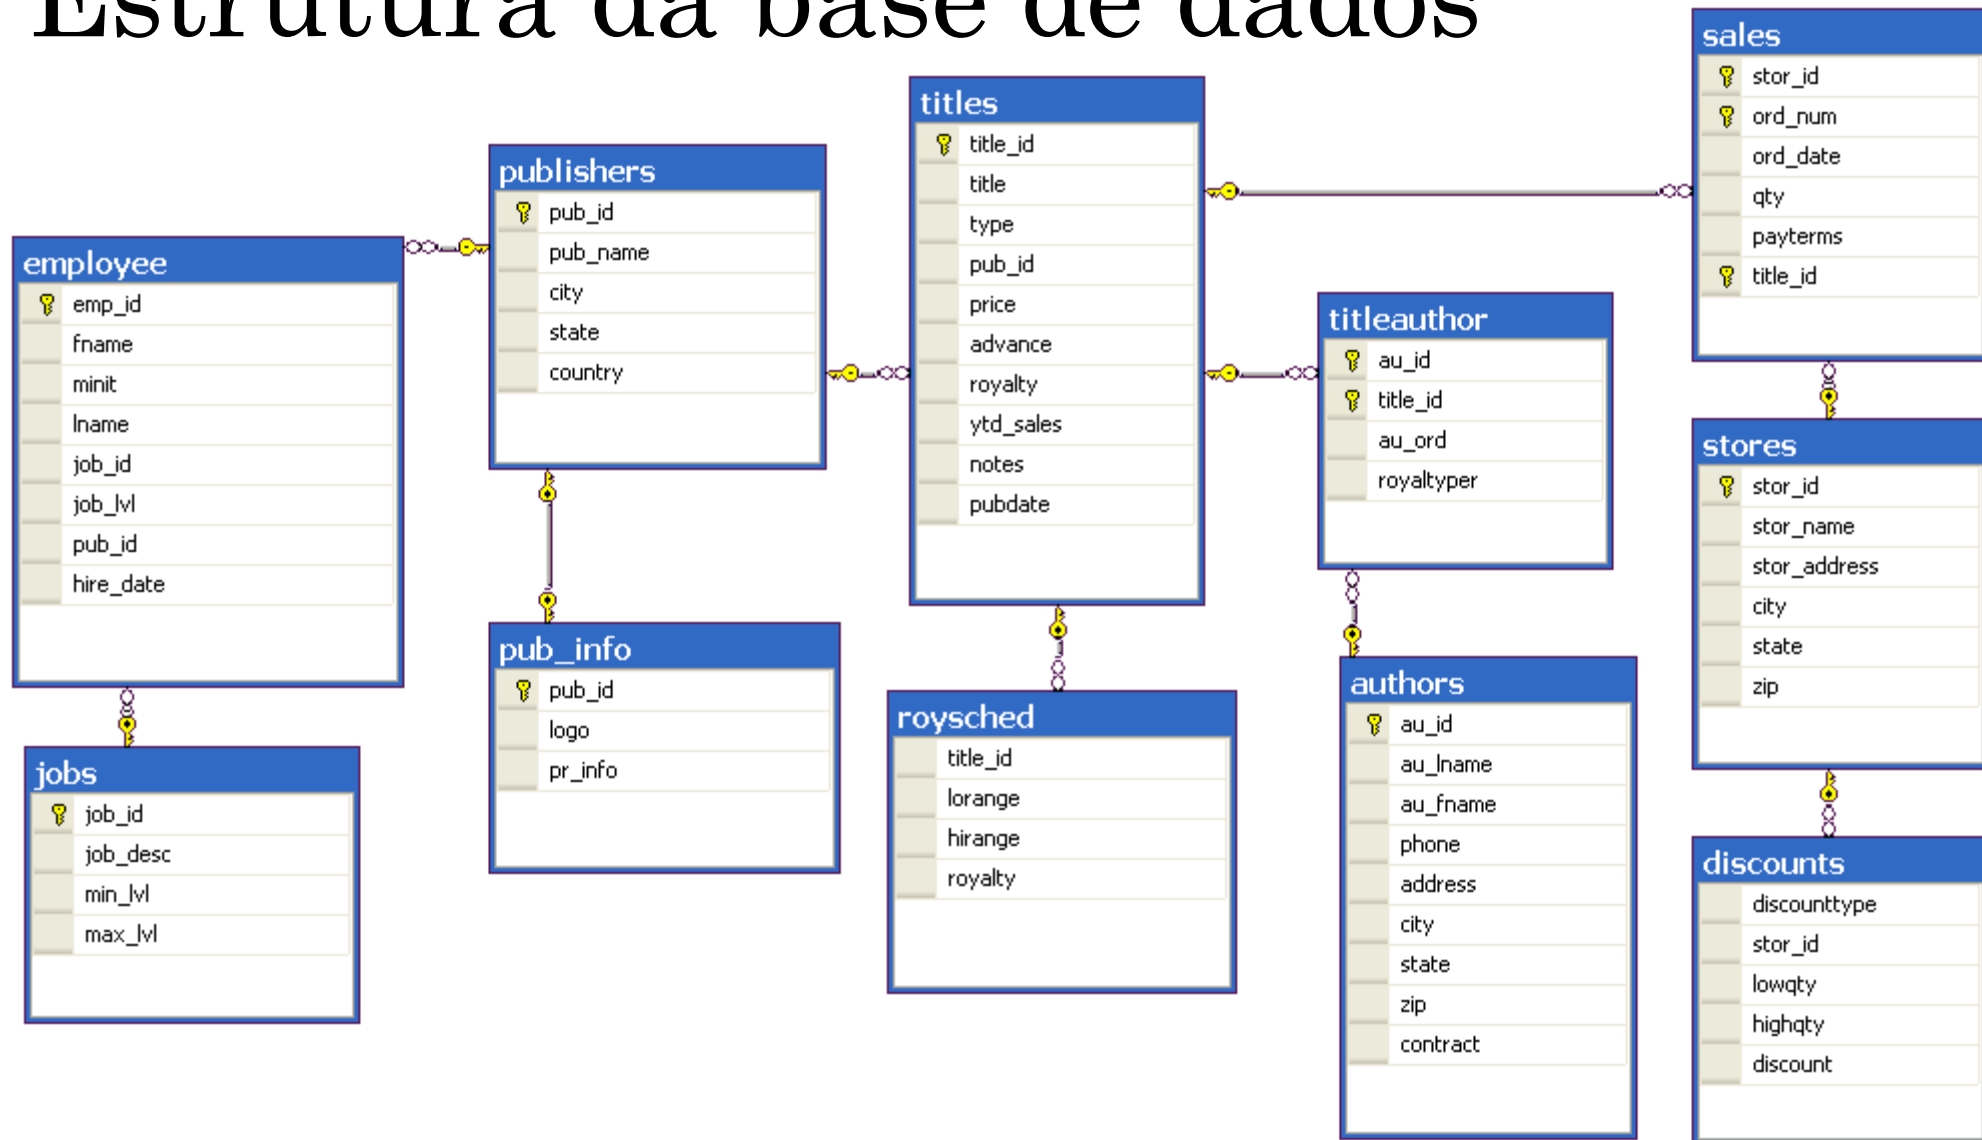 Estrutura da base de dados
employee
emp_id
fname
minit
lname
job_id
job_lvl
pub_id
hire_date
jobs
job_id
job_desc
min_lvl
max_lvl
publishers
pub_id
pub_name
city
state
country
pub_info
pub_id
logo
pr_info
titles
title_id
title
type
pub_id
price
advance
royalty
ytd_sales
notes
pubdate
roysched
title_id
lorange
hirange
royalty
titleauthor
au_id
title_id
au_ord
royaltyper
authors
au_id
au_lname
au_fname
phone
address
city
state
zip
contract
sales
stor_id
ord_num
ord_date
qty
payterms
title_id
stores
stor_id
stor_name
stor_address
city
state
zip
discounts
discounttype
stor_id
lowqty
highqty
discount